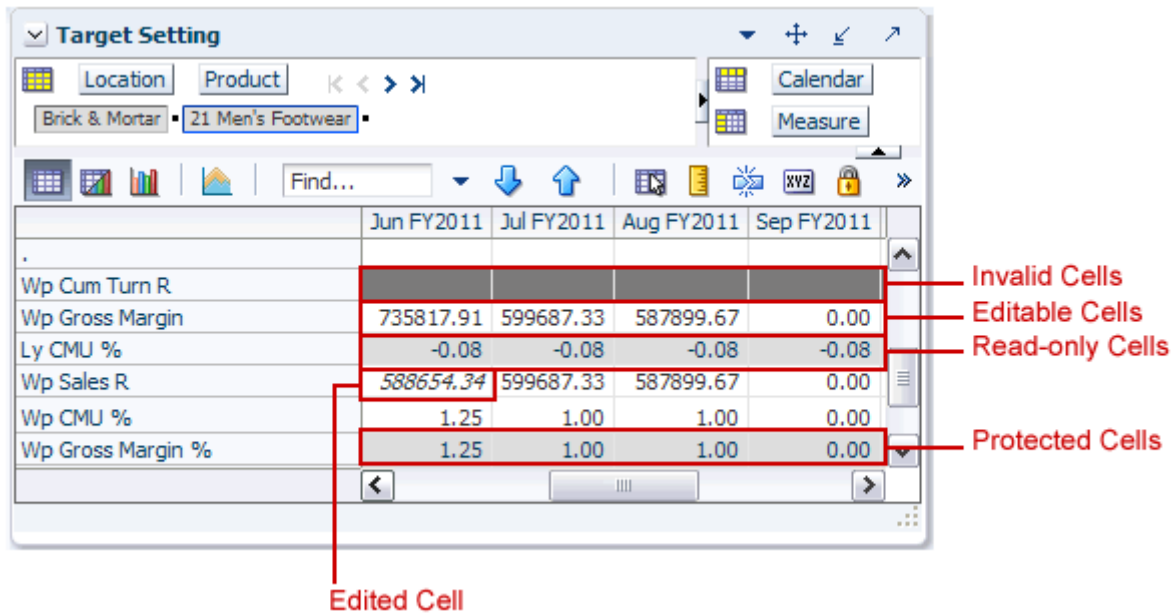 Target Setting
Location Product Calendar
Brick & Mortar 21 Men's Footwear Measure
Find... XYZ
Jun FY2011 Jul FY2011 Aug FY2011 Sep FY2011
.
Wp Cum Turn R Invalid Cells
Wp Gross Margin 735817.91 599687.33 587899.67 0.00 Editable Cells
Ly CMU % -0.08 -0.08 -0.08 -0.08 Read-only Cells
Wp Sales R 588654.34 599687.33 587899.67 0.00
Wp CMU % 1.25 1.00 1.00 0.00
Wp Gross Margin % 1.25 1.00 1.00 0.00 Protected Cells
Edited Cell